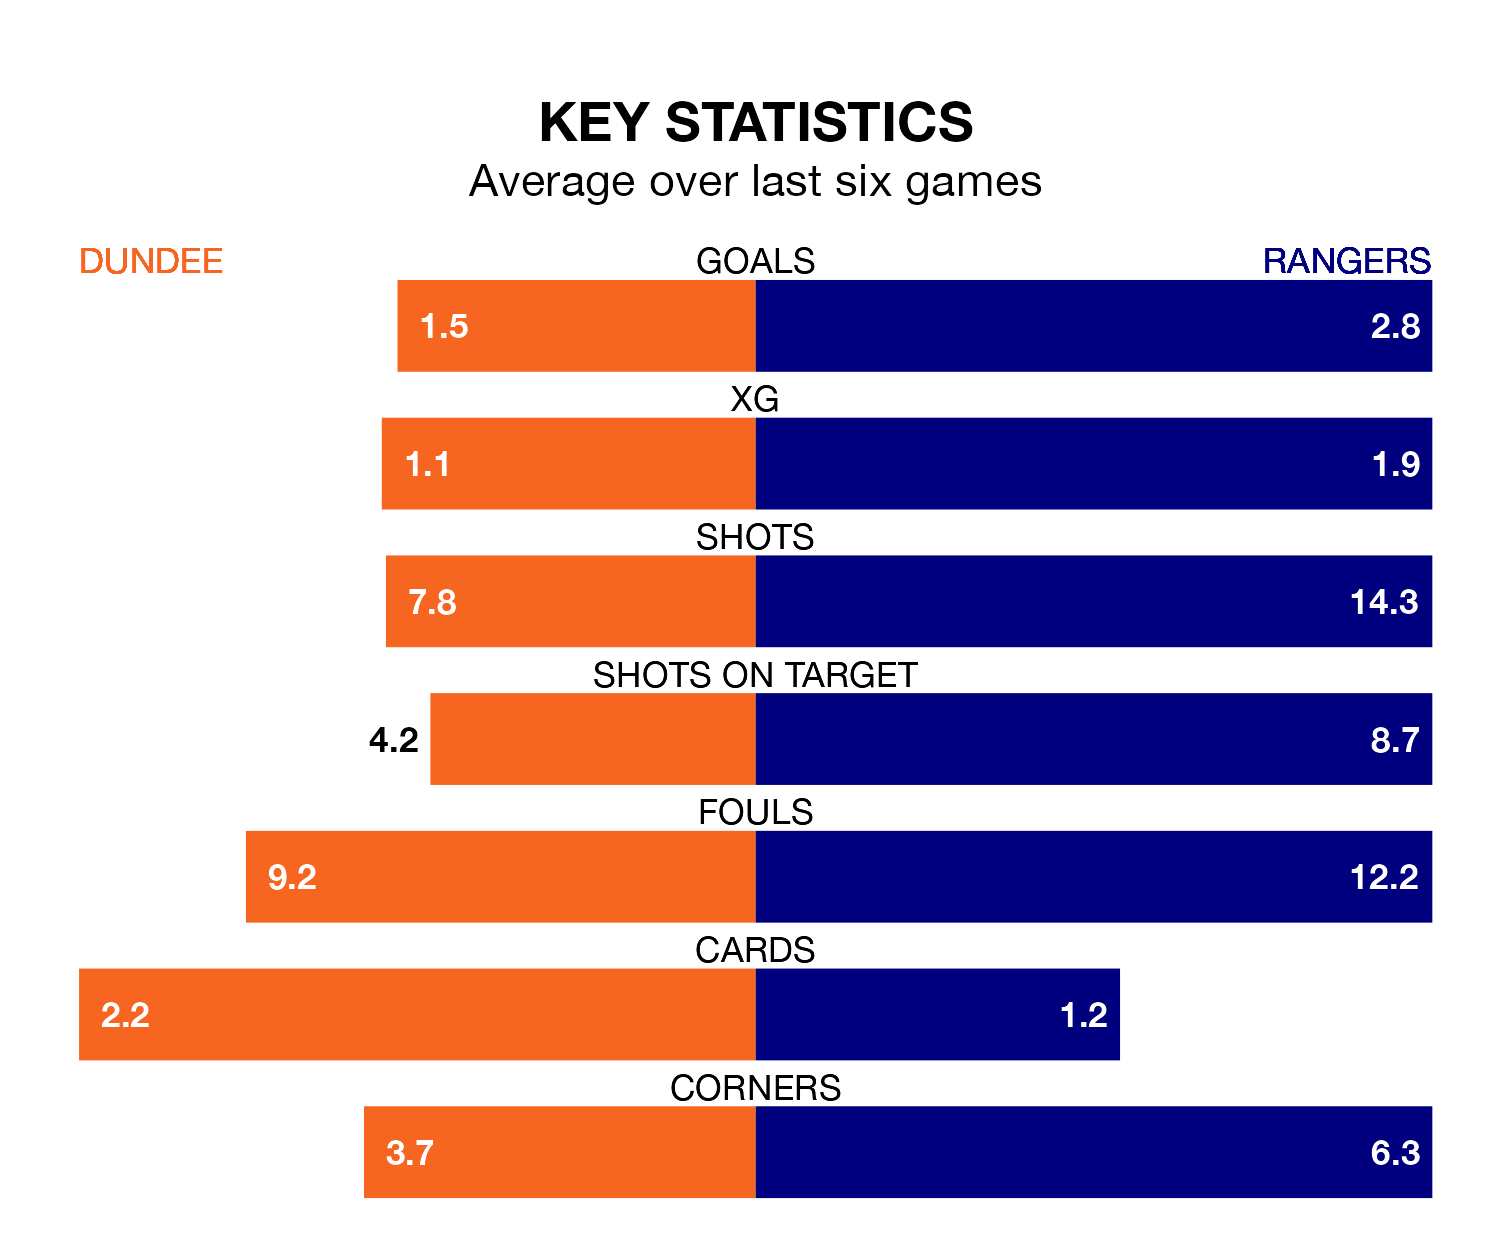 KEY STATISTICS
Average over last six games
DUNDEE GOALS RANGERS
1.5 2.8
XG
1.1 1.9
SHOTS
7.8 14.3
SHOTS ON TARGET
4.2 8.7
FOULS
9.2 12.2
CARDS
2.2 1.2
CORNERS
3.7 6.3